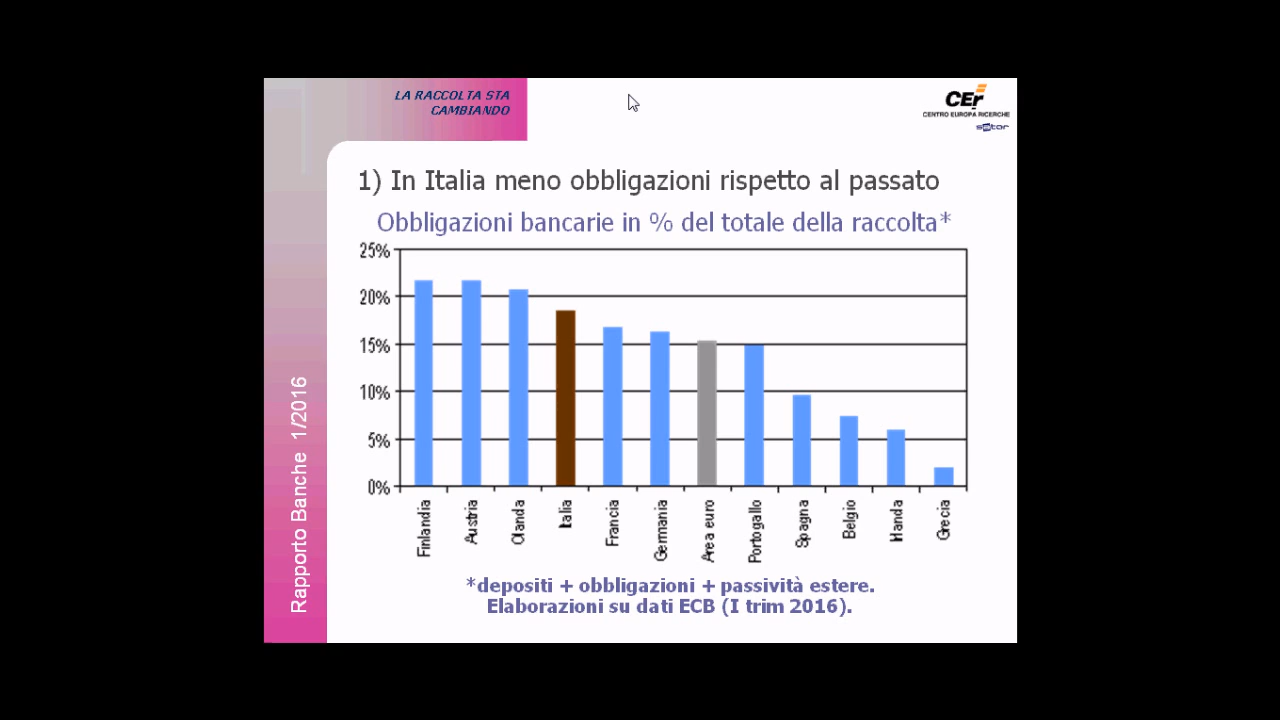 LA RACCOLTA STA
CAMBIANDO
CEr
CENTRO EUROPA RICERCHE
sator
1) In Italia meno obbligazioni rispetto al passato
Obbligazioni bancarie in % del totale della raccolta*
25%
20%
15%
10%
5%
0%
Finlandia
Austria
Olanda
Italia
Francia
Germania
Area euro
Portogallo
Spagna
Belgio
Irlanda
Grecia
*depositi + obbligazioni + passività estere.
Elaborazioni su dati ECB (I trim 2016).
Rapporto Banche 1/2016